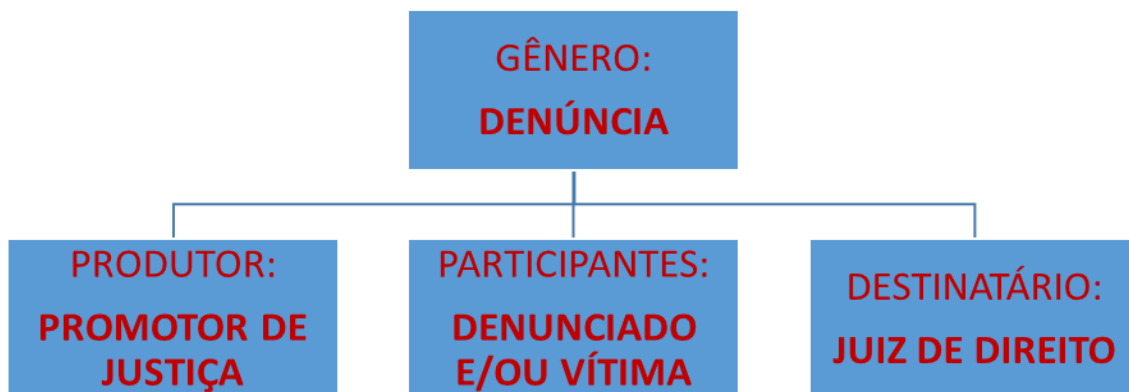 GÊNERO:
DENÚNCIA
PRODUTOR:
PROMOTOR DE
JUSTIÇA
PARTICIPANTES:
DENUNCIADO
E/OU VÍTIMA
DESTINATÁRIO:
JUIZ DE DIREITO